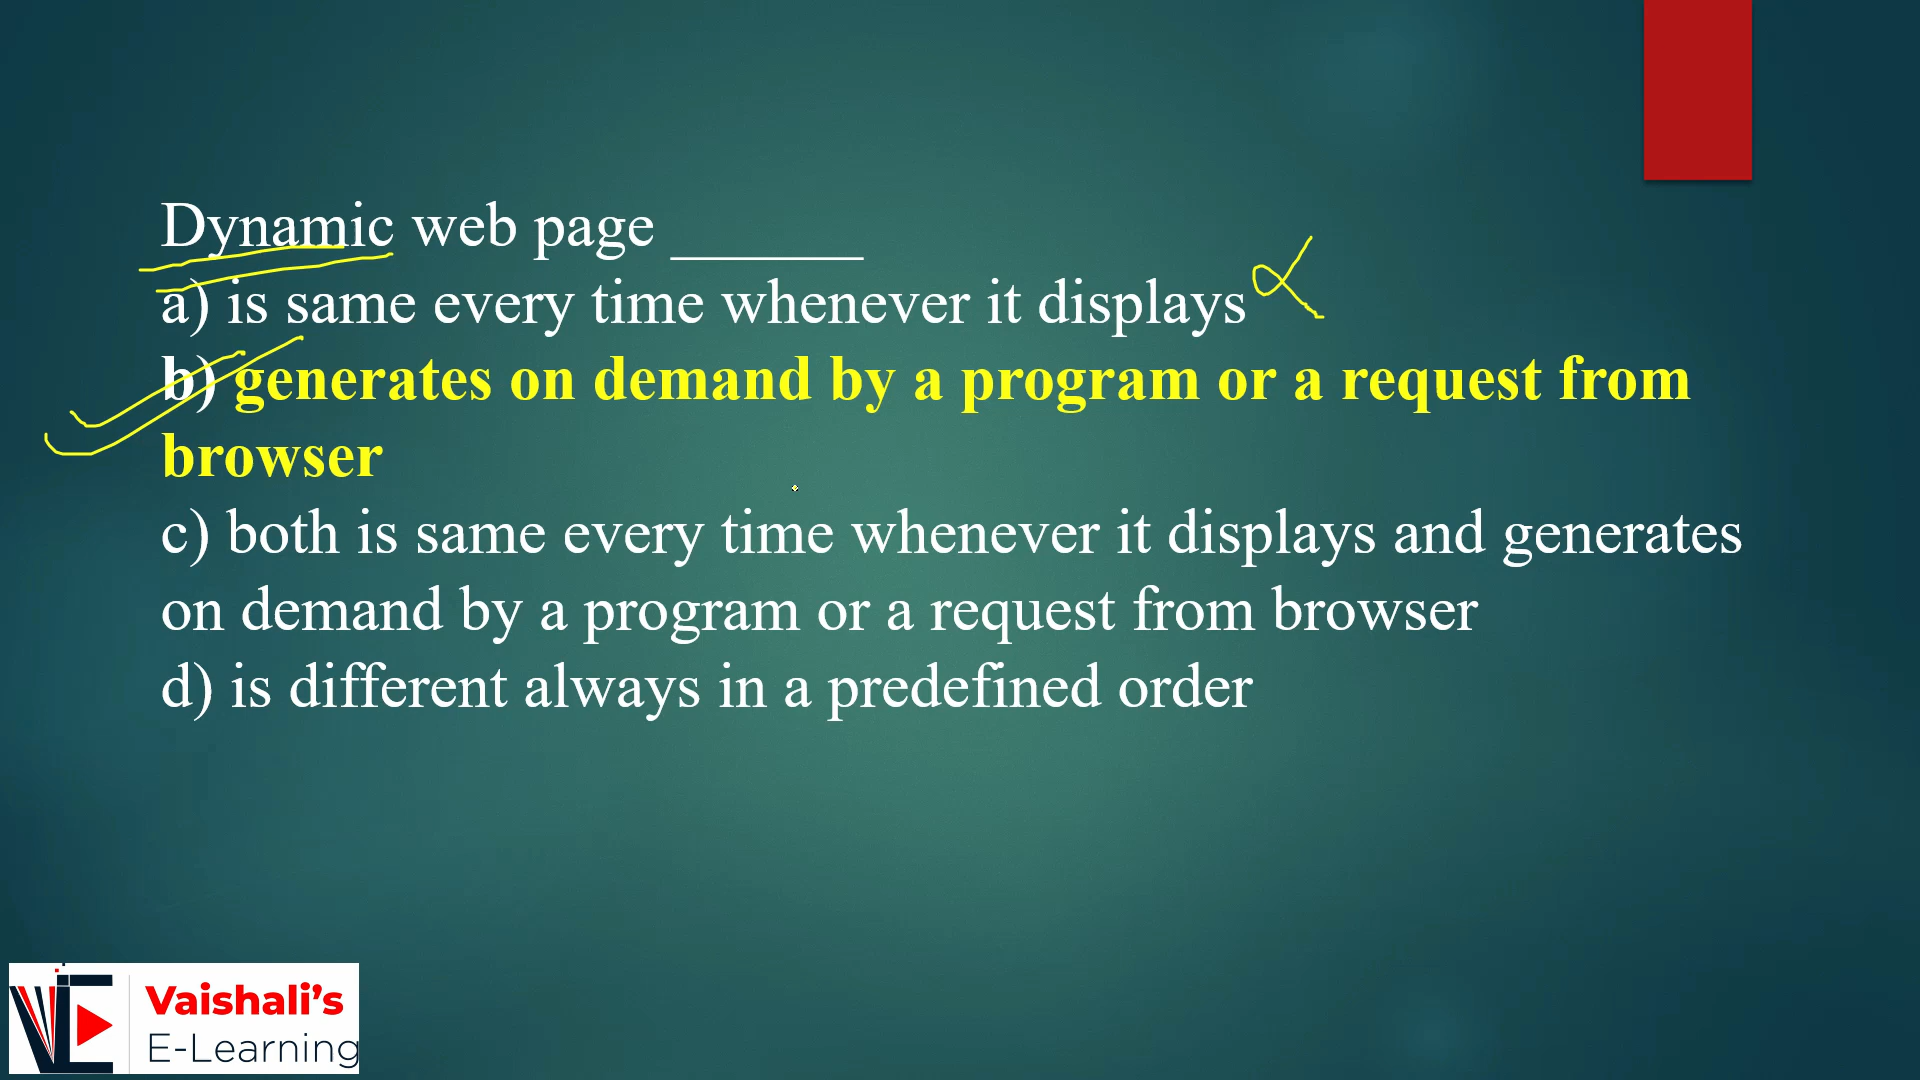 Dynamic web page ______
a) is same every time whenever it displays
b) generates on demand by a program or a request from
browser
c) both is same every time whenever it displays and generates
on demand by a program or a request from browser
d) is different always in a predefined order
Vaishali's
E-Learning